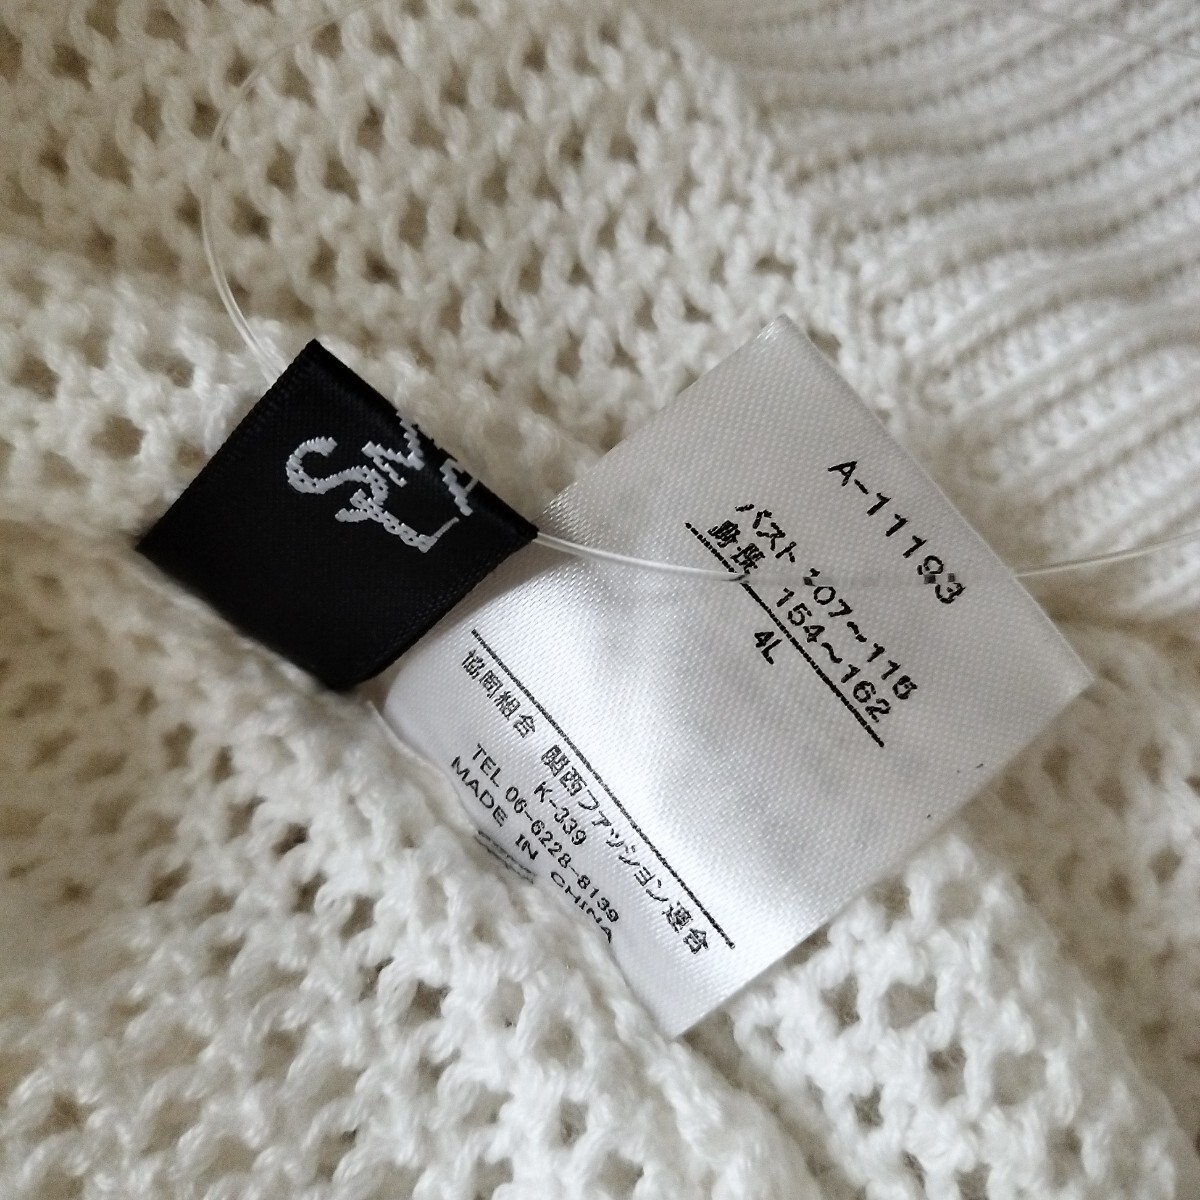 A-11193
バスト 107～115
身長 154～162
4L
協同組合 関西ファッション連合
K-339
TEL 06-6228-8139
MADE IN CHINA